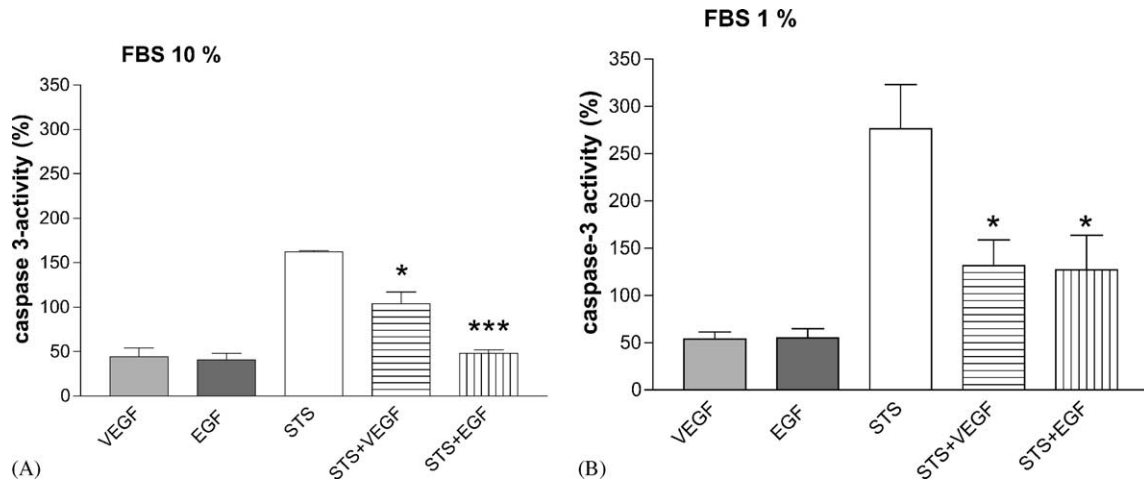 FBS 10 %
caspase 3-activity (%)
350
300
250
200
150
100
50
0
*
***
VEGF
EGF
STS
STS+VEGF
STS+EGF
(A)
FBS 1 %
caspase-3 activity (%)
350
300
250
200
150
100
50
0
*
*
VEGF
EGF
STS
STS+VEGF
STS+EGF
(B)